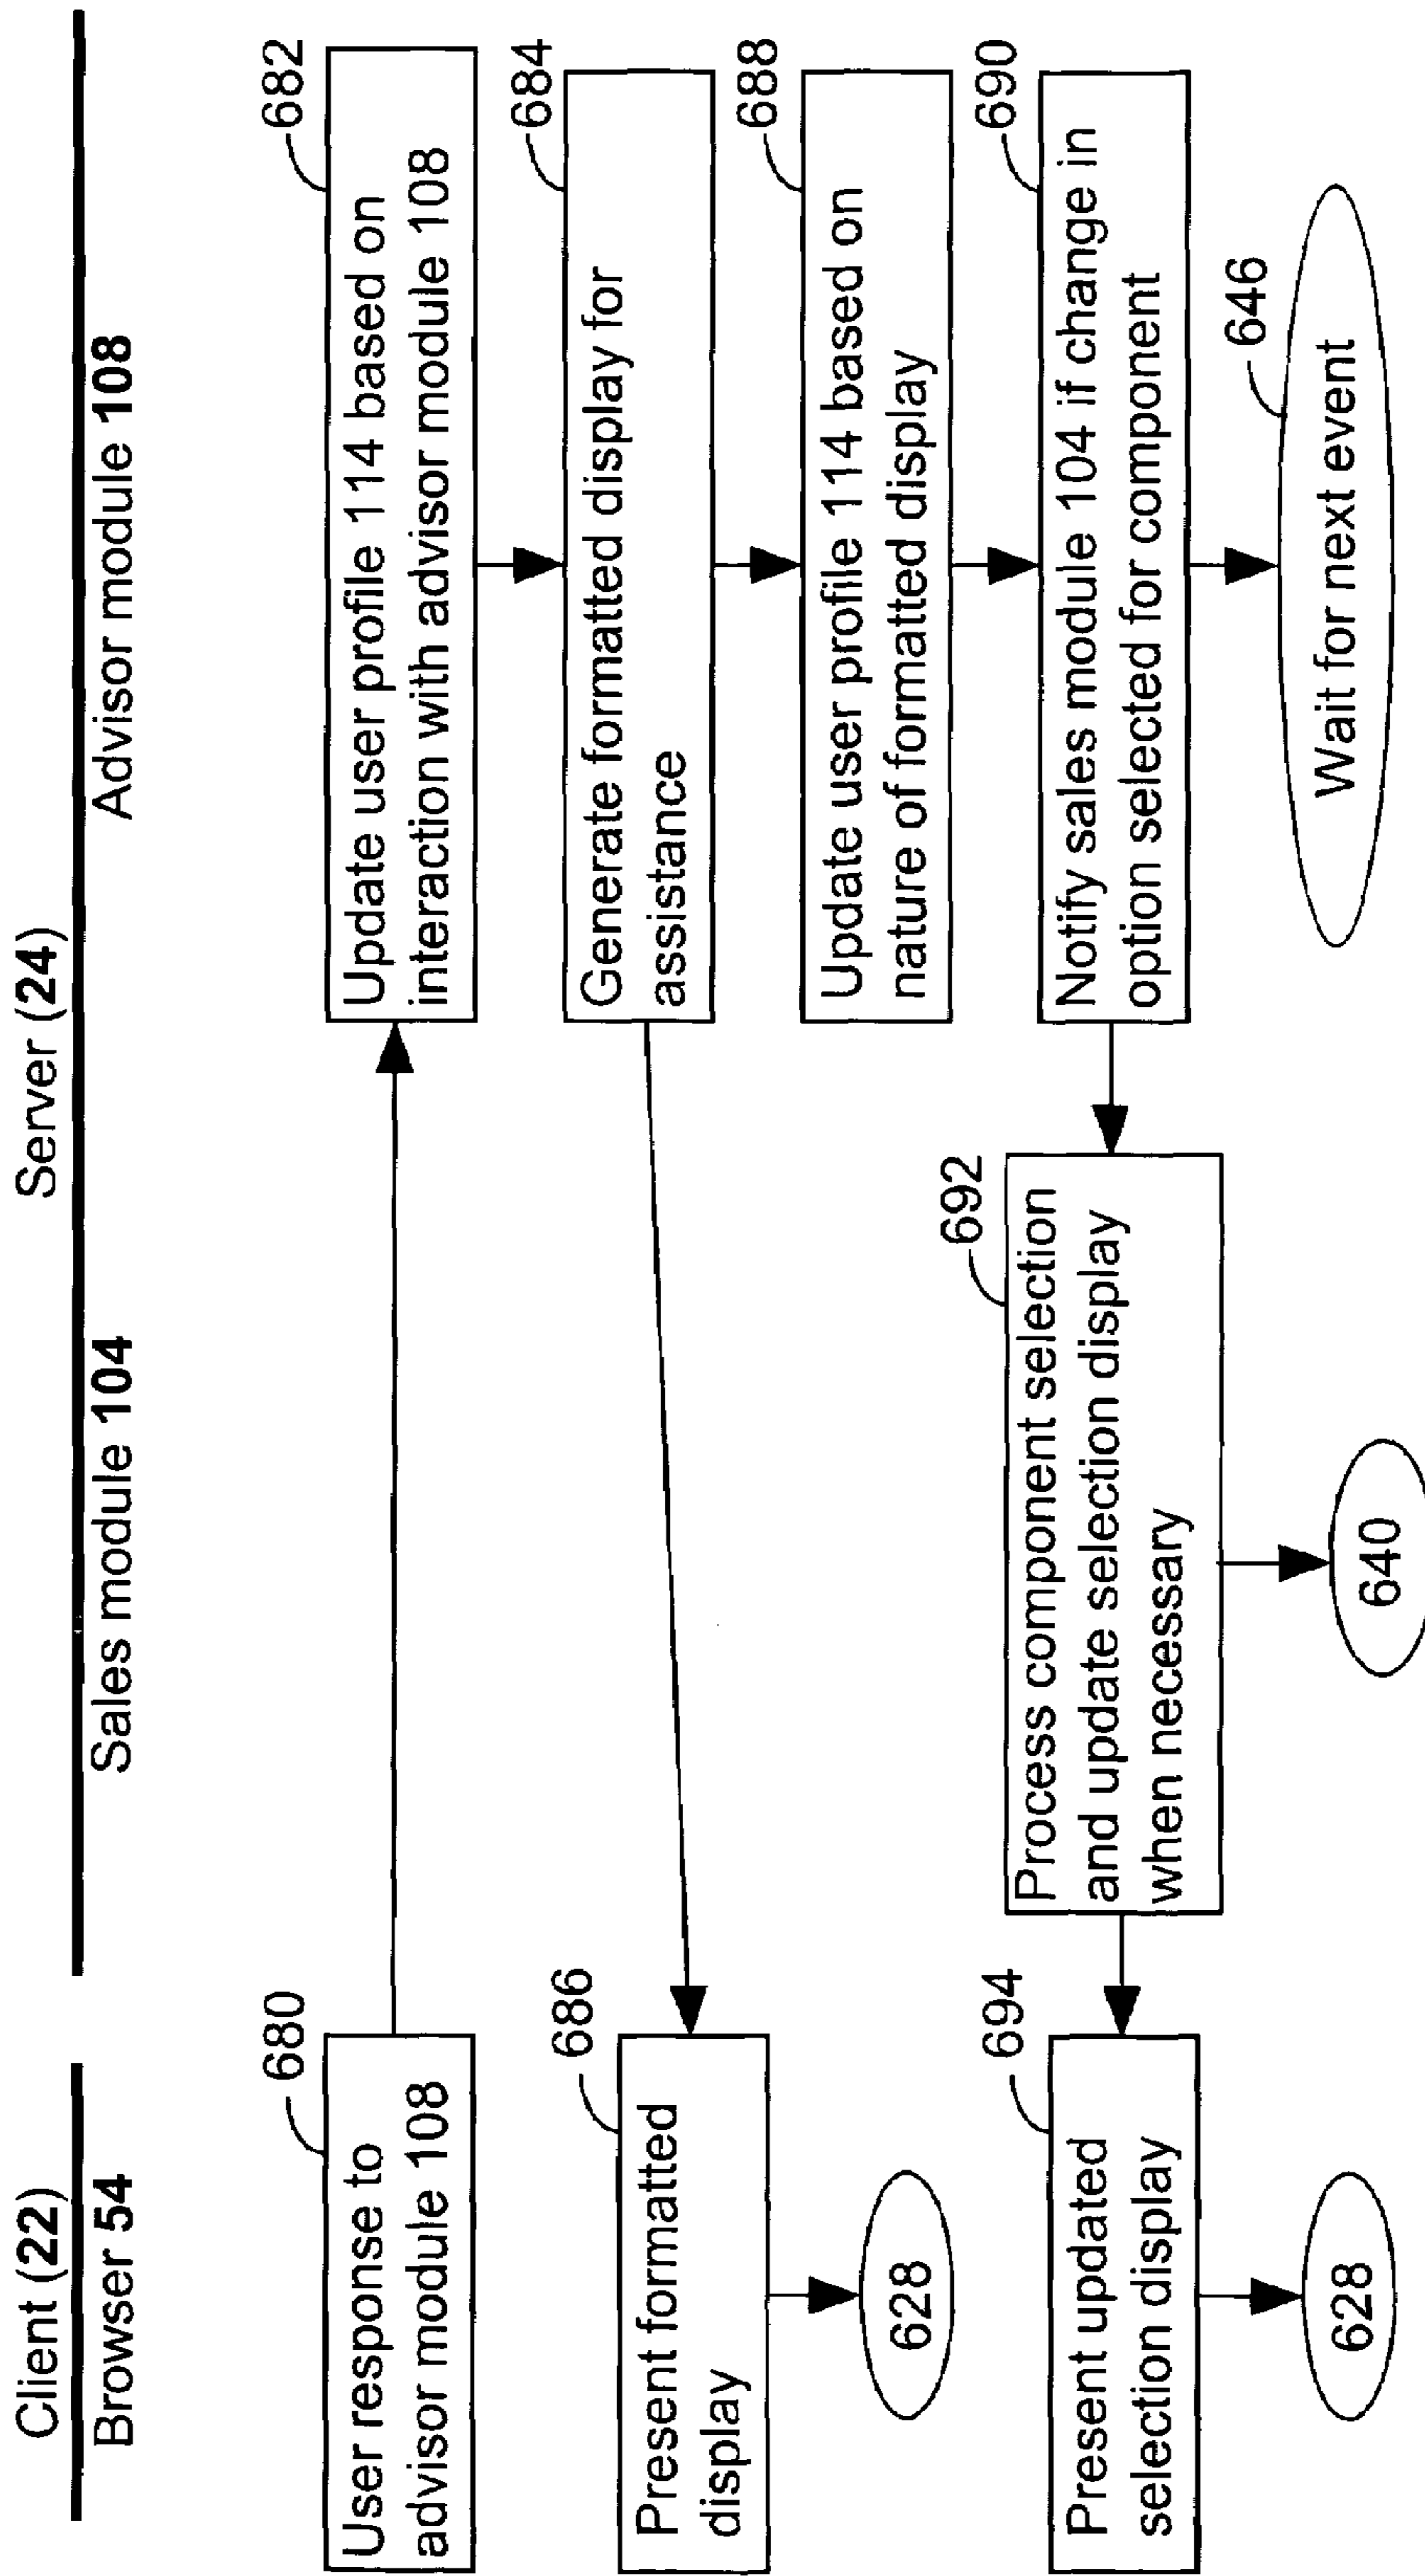 Client (22)
Server (24)
Browser 54
Sales module 104
Advisor module 108
680
User response to
advisor module 108
682
Update user profile 114 based on
interaction with advisor module 108
684
Generate formatted display for
assistance
686
Present formatted
display
628
688
Update user profile 114 based on
nature of formatted display
690
Notify sales module 104 if change in
option selected for component
692
Process component selection
and update selection display
when necessary
694
Present updated
selection display
628
640
646
Wait for next event